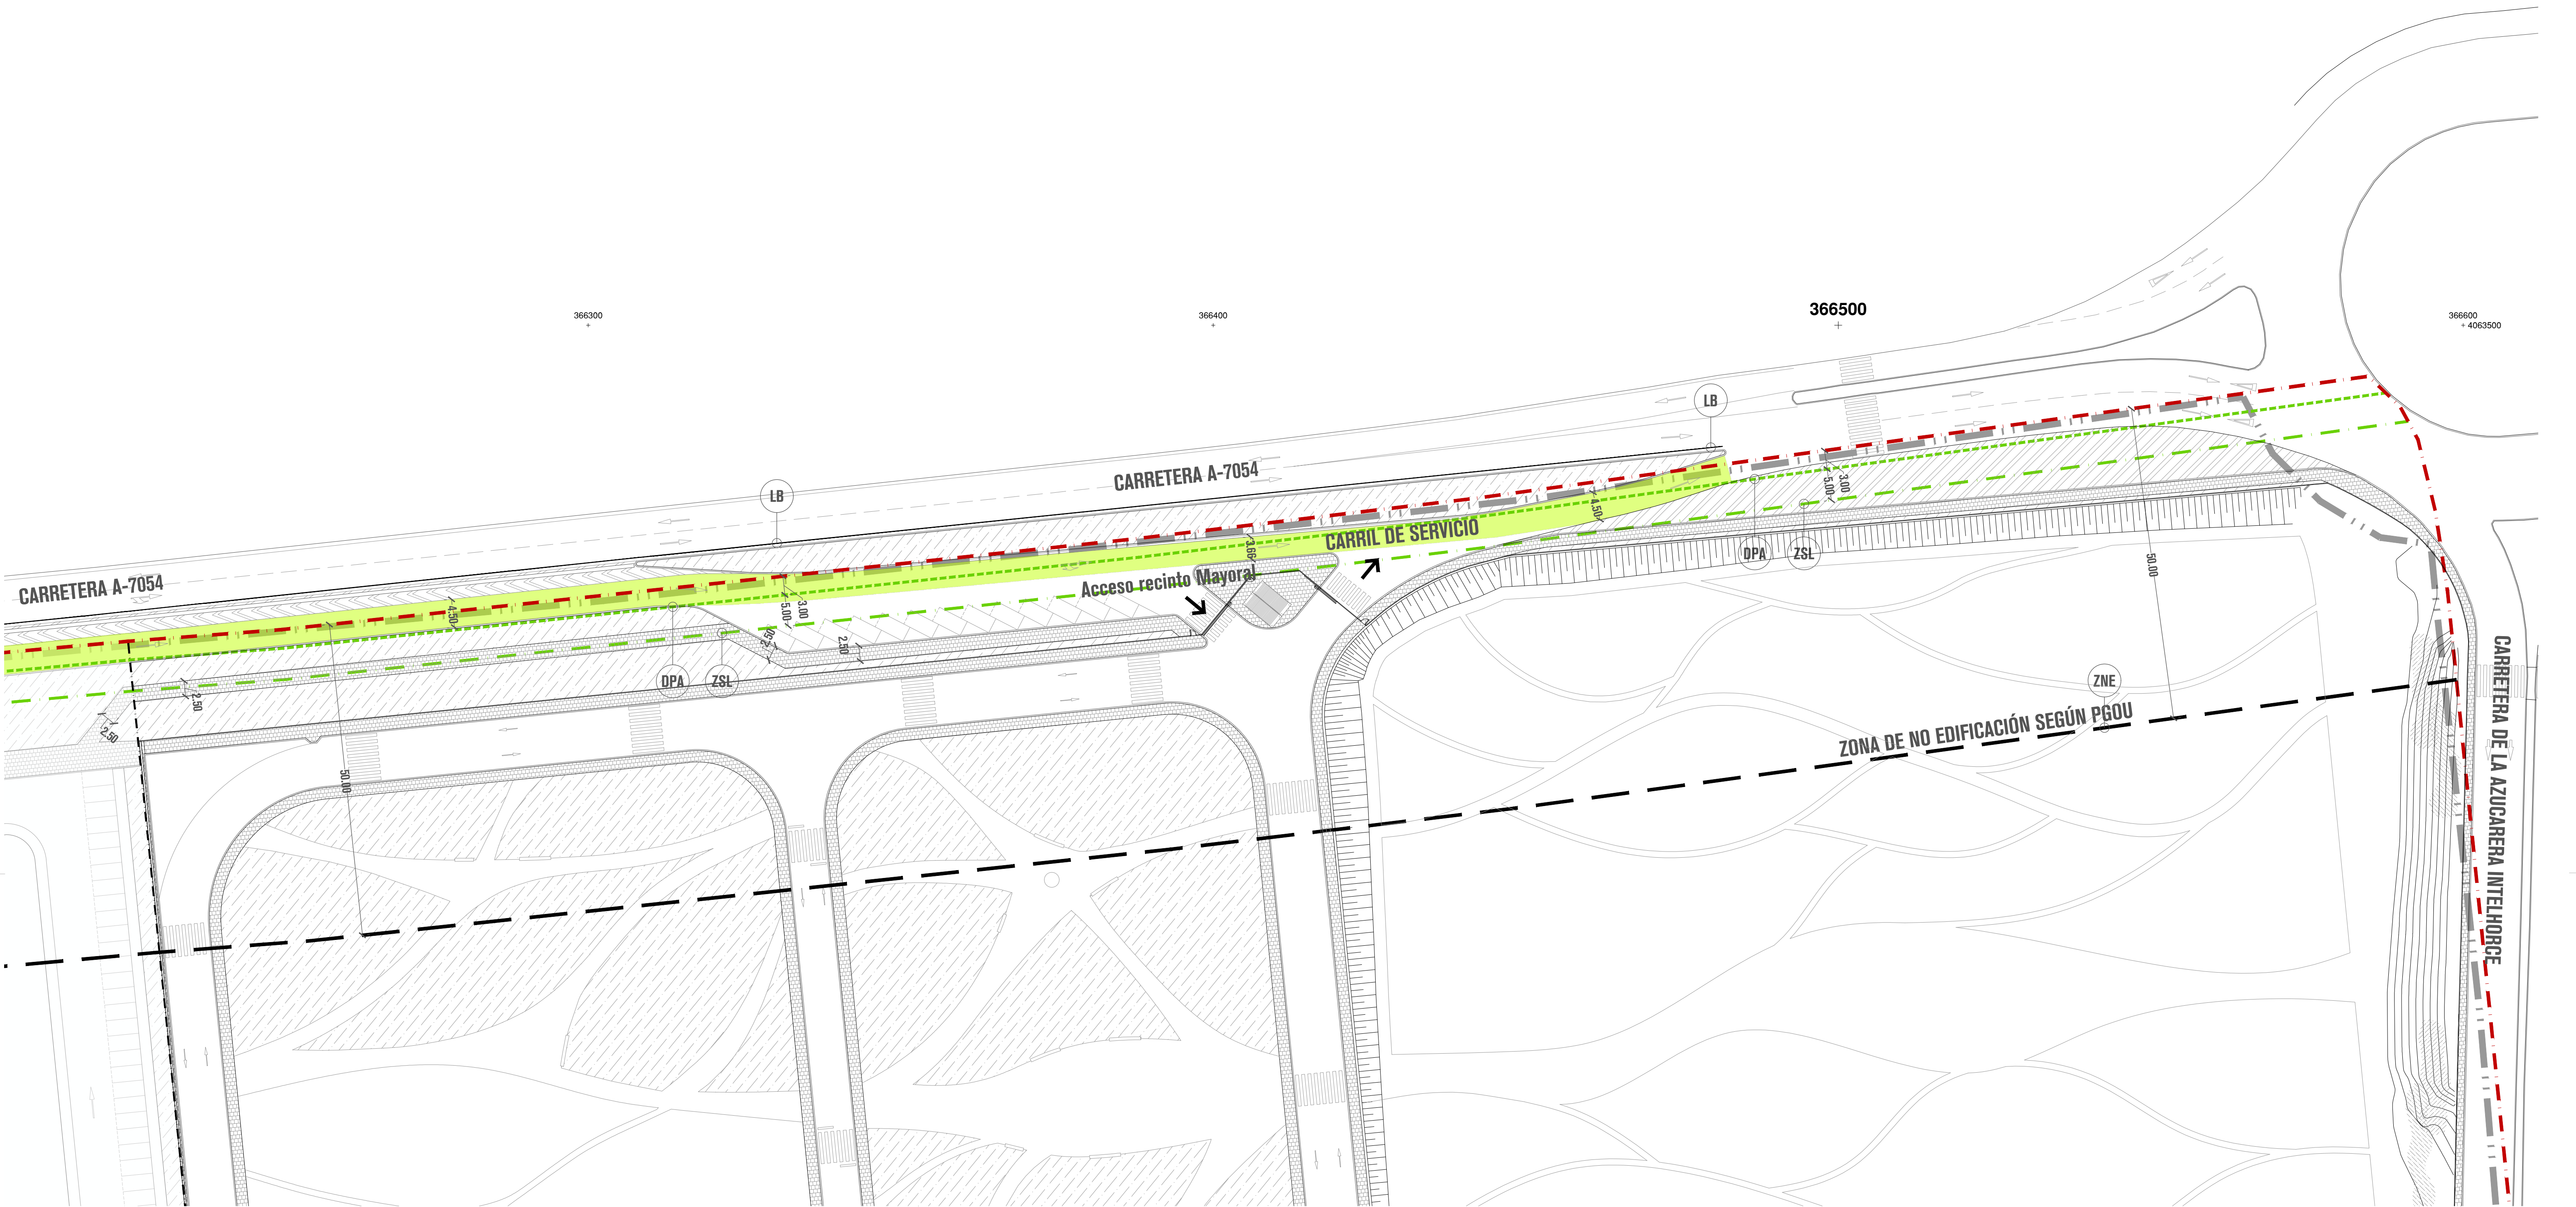 366300
366400
366500
366600
4063500
LB
LB
CARRETERA A-7054
CARRETERA A-7054
CARRIL DE SERVICIO
Acceso recinto Mayoral
4.50
3.00
5.00
3.66
4.50
3.00
5.00
50.00
DPA
ZSL
DPA
ZSL
2.50
2.50
2.50
2.50
50.00
ZNE
ZONA DE NO EDIFICACIÓN SEGÚN PGOU
CARRETERA DE LA AZUCARERA INTELHORCE